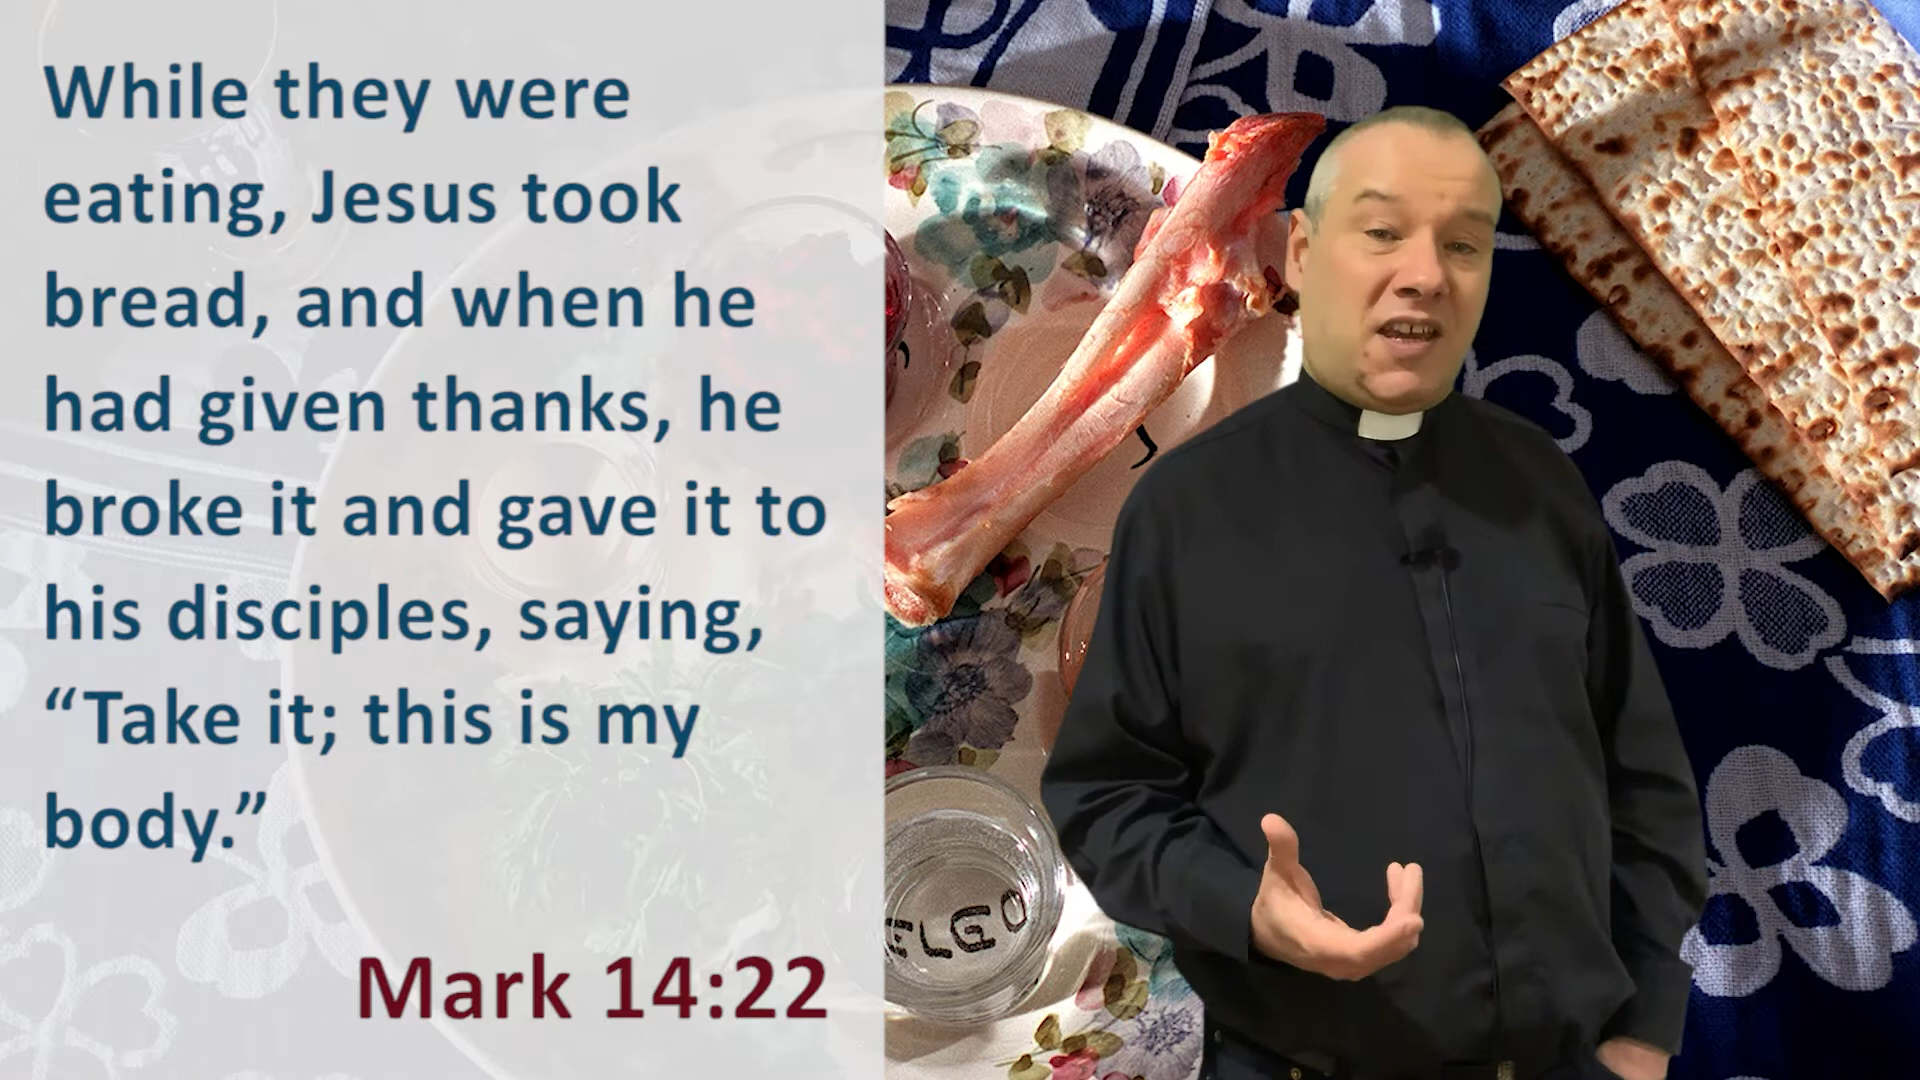 While they were
eating, Jesus took
bread, and when he
had given thanks, he
broke it and gave it to
his disciples, saying,
“Take it; this is my
body.”
Mark 14:22